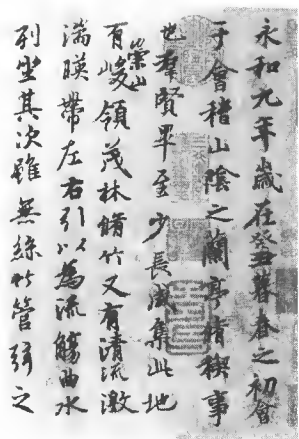 永和九年歲在癸丑暮春之初會
于會稽山陰之蘭亭脩稧事
也羣賢畢至少長咸集此地
有崇山峻領茂林脩竹又有清流激
湍暎帶左右引以為流觴曲水
列坐其次雖無絲竹管弦之